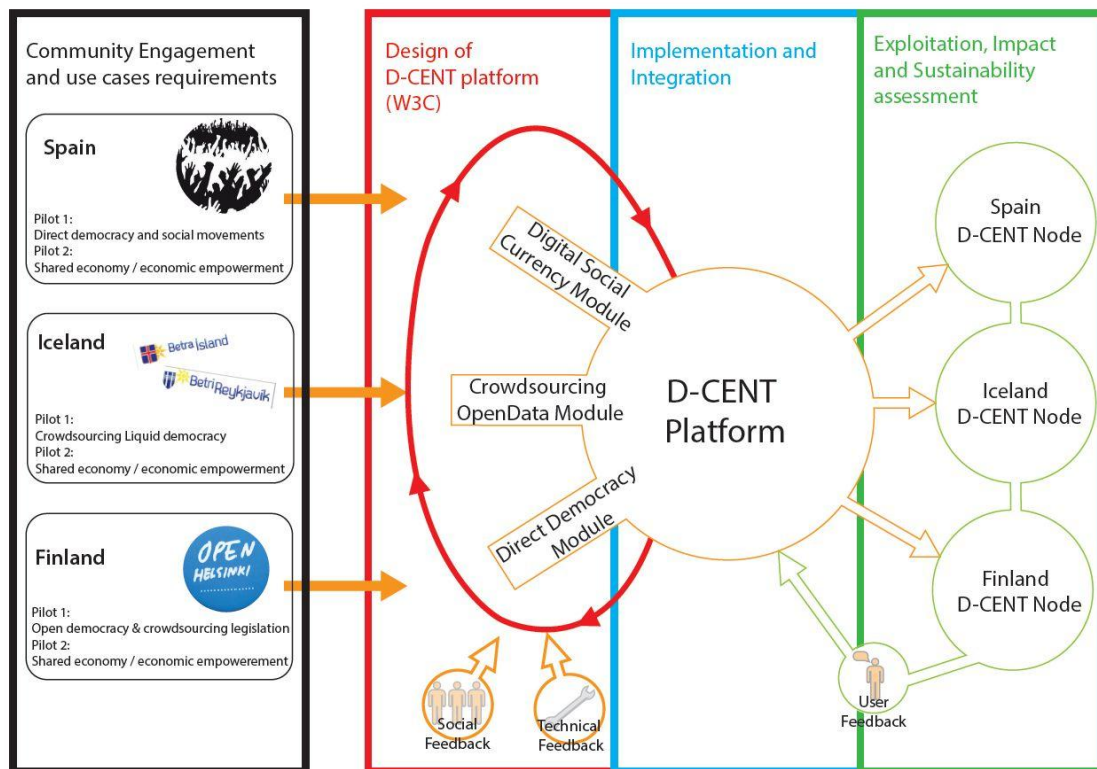 Community Engagement
and use cases requirements
Spain
Pilot 1:
Direct democracy and social movements
Pilot 2:
Shared economy / economic empowerment
Iceland
Betra Ísland
Betri Reykjavík
Pilot 1:
Crowdsourcing Liquid democracy
Pilot 2:
Shared economy / economic empowerment
Finland
OPEN
HELSINKI
Pilot 1:
Open democracy & crowdsourcing legislation
Pilot 2:
Shared economy / economic empowerement
Design of
D-CENT platform
(W3C)
Digital Social
Currency Module
Crowdsourcing
OpenData Module
Direct Democracy
Module
Social
Feedback
Technical
Feedback
Implementation and
Integration
D-CENT
Platform
Exploitation, Impact
and Sustainability
assessment
Spain
D-CENT Node
Iceland
D-CENT Node
Finland
D-CENT Node
User
Feedback